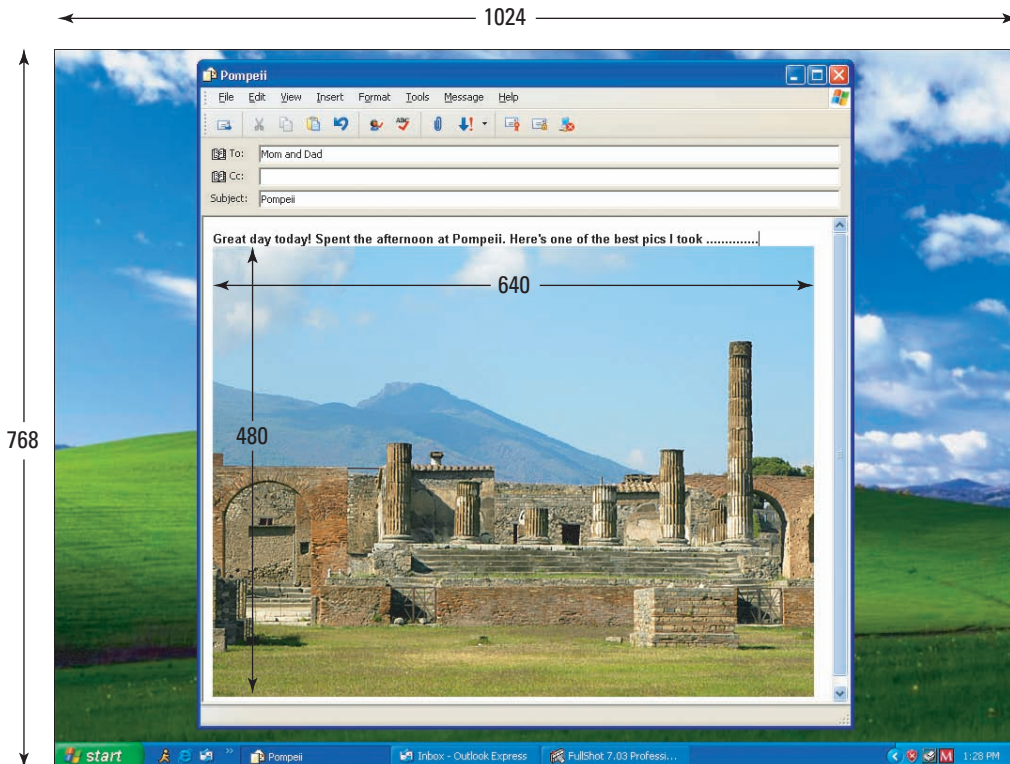 1024
Pompeii
File Edit View Insert Format Tools Message Help
ABC
To: Mom and Dad
Cc:
Subject: Pompeii
Great day today! Spent the afternoon at Pompeii. Here's one of the best pics I took ..............
640
480
768
start Pompeii Inbox - Outlook Express FullShot 7.03 Professi... M 1:28 PM